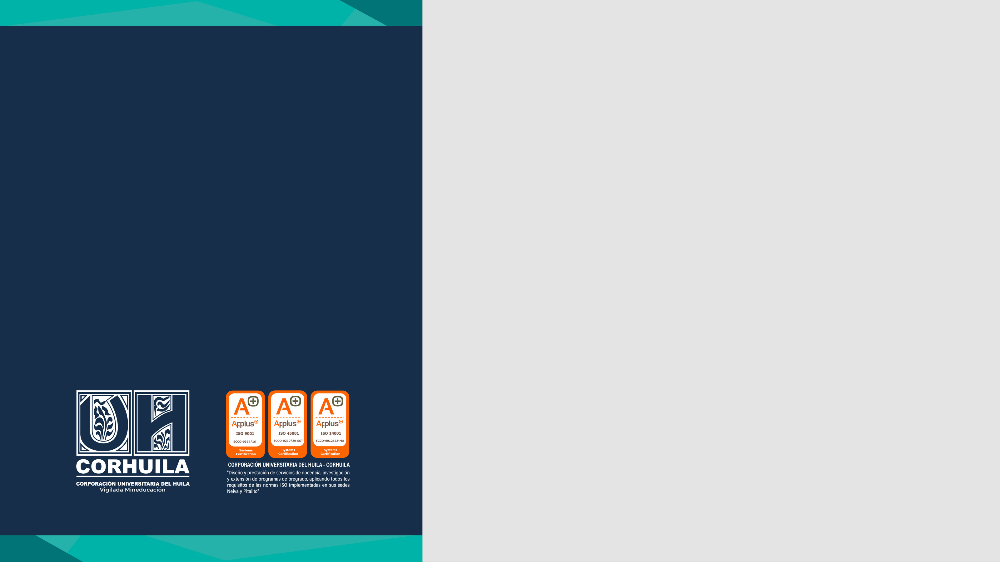 UH
CORHUILA
CORPORACIÓN UNIVERSITARIA DEL HUILA
Vigilada Mineducación
A+
Applus+
ISO 9001
ECCO-0364/16
Systems
Certification
A+
Applus+
ISO 45001
ECCO-0230/20-SST
Systems
Certification
A+
Applus+
ISO 14001
ECCO-0012/22-MA
Systems
Certification
CORPORACIÓN UNIVERSITARIA DEL HUILA - CORHUILA
"Diseño y prestación de servicios de docencia, investigación
y extensión de programas de pregrado, aplicando todos los
requisitos de las normas ISO implementadas en sus sedes
Neiva y Pitalito"